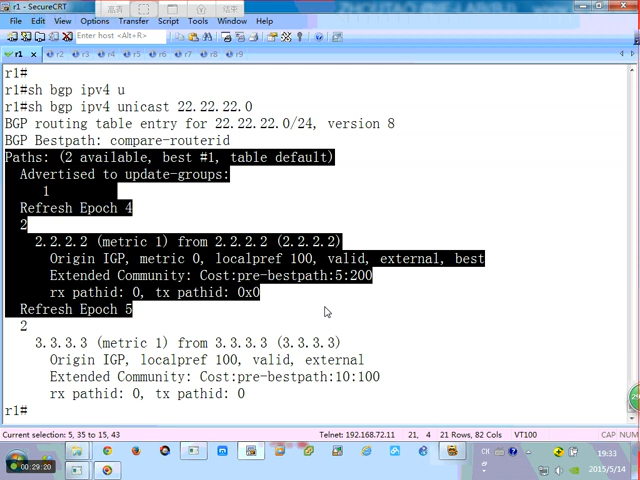 r1 - SecureCRT
File Edit View Options Transfer Script Tools Window Help
Enter host <Alt+R>
r1 r2 r3 r4 r5 r6 r7 r8 r9
r1#
r1#sh bgp ipv4 u
r1#sh bgp ipv4 unicast 22.22.22.0
BGP routing table entry for 22.22.22.0/24, version 8
BGP Bestpath: compare-routerid
Paths: (2 available, best #1, table default)
Advertised to update-groups:
1
Refresh Epoch 4
2
2.2.2.2 (metric 1) from 2.2.2.2 (2.2.2.2)
Origin IGP, metric 0, localpref 100, valid, external, best
Extended Community: Cost:pre-bestpath:5:200
rx pathid: 0, tx pathid: 0x0
Refresh Epoch 5
2
3.3.3.3 (metric 1) from 3.3.3.3 (3.3.3.3)
Origin IGP, localpref 100, valid, external
Extended Community: Cost:pre-bestpath:10:100
rx pathid: 0, tx pathid: 0
r1#
Current selection: 5, 35 to 15, 43 Telnet: 192.168.72.11 21, 4 21 Rows, 82 Cols VT100 CAP NUM
00:29:20
CH
19:33
2015/5/14